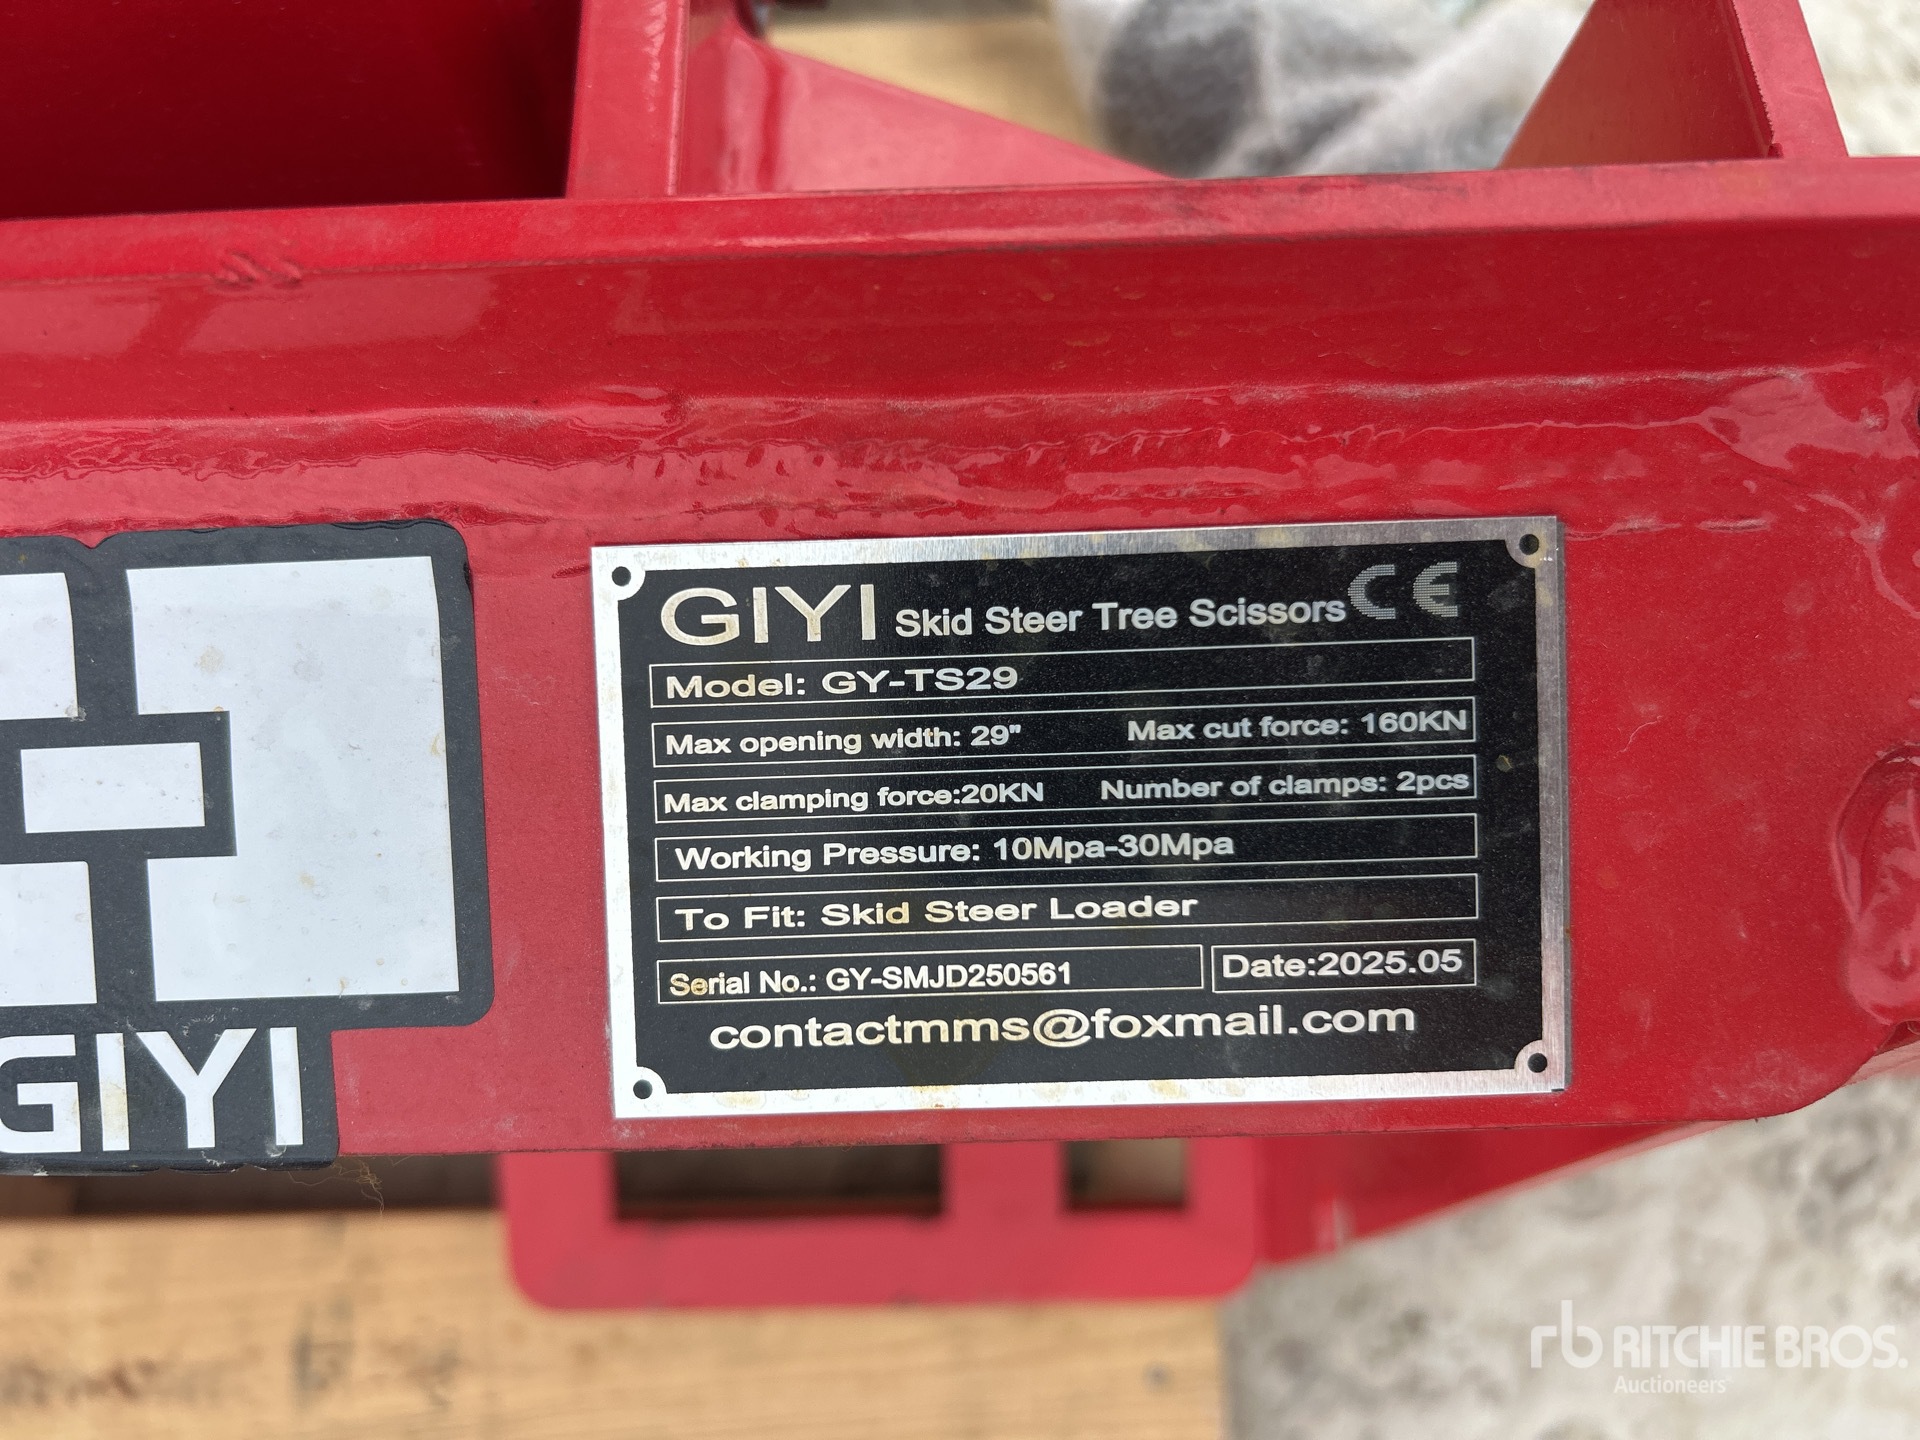 GIYI Skid Steer Tree Scissors CE
Model: GY-TS29
Max opening width: 29" Max cut force: 160KN
Max clamping force:20KN Number of clamps: 2pcs
Working Pressure: 10Mpa-30Mpa
To Fit: Skid Steer Loader
Serial No.: GY-SMJD250561 Date:2025.05
contactmms@foxmail.com
GIYI
rb RITCHIE BROS.
Auctioneers